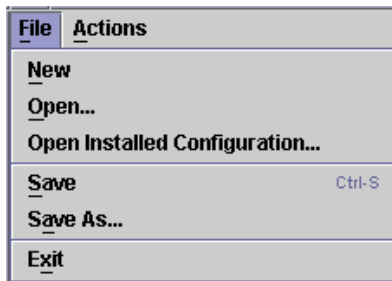 File Actions
New
Open...
Open Installed Configuration...
Save Ctrl-S
Save As...
Exit